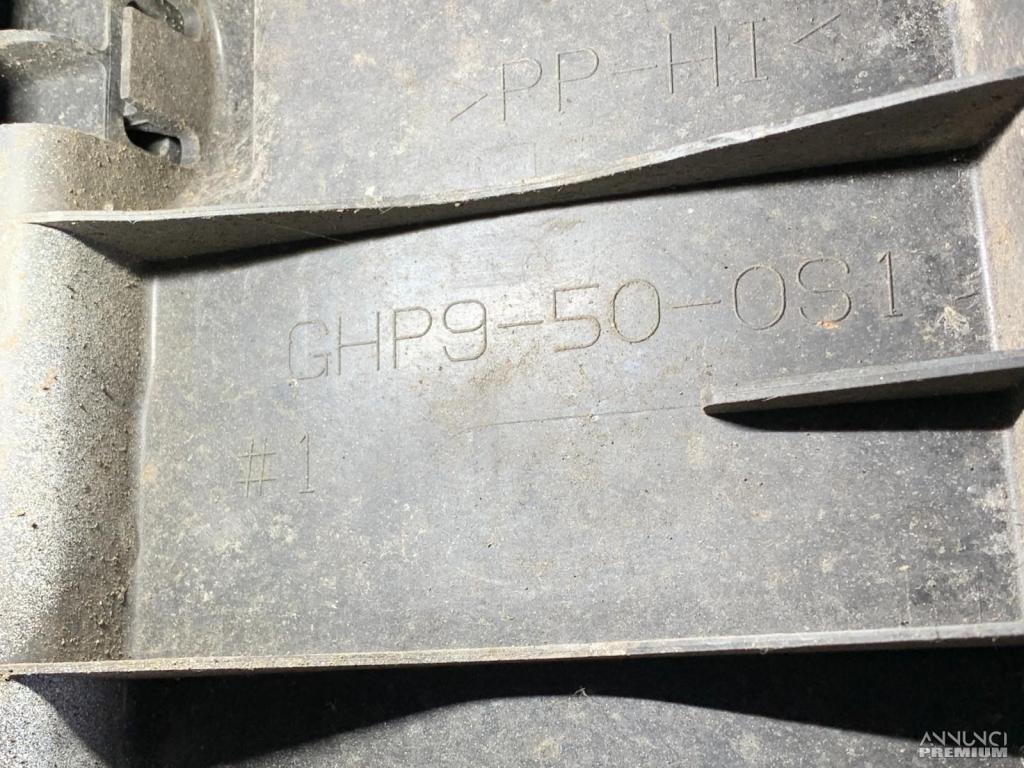 >PP-HI<
GHP9-50-0S1
#1
ANNUNCI
PREMIUM